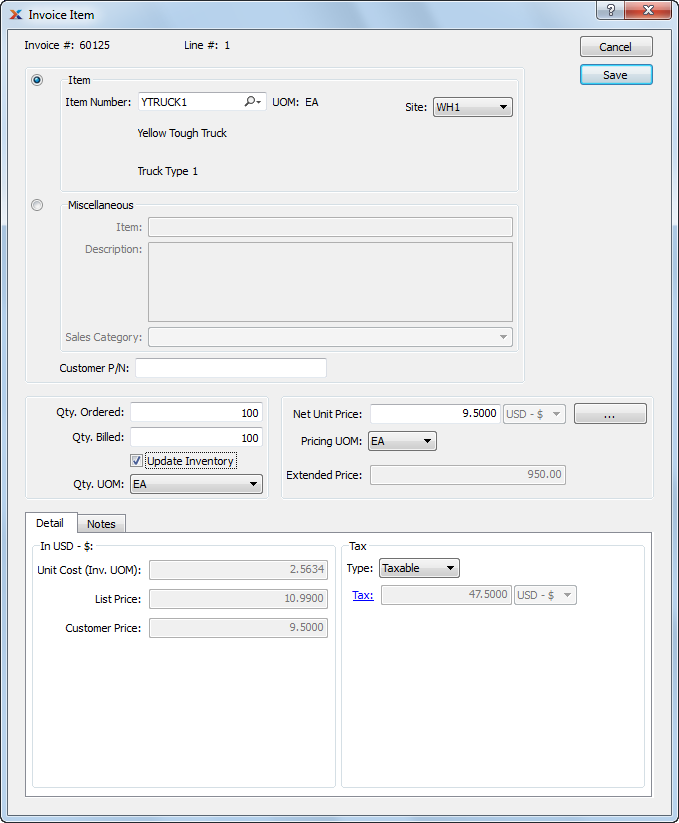 Invoice Item
Invoice #: 60125 Line #: 1
Cancel
Save
Item
Item Number: YTRUCK1 UOM: EA Site: WH1
Yellow Tough Truck
Truck Type 1
Miscellaneous
Item:
Description:
Sales Category:
Customer P/N:
Qty. Ordered: 100
Qty. Billed: 100
Update Inventory
Qty. UOM: EA
Net Unit Price: 9.5000 USD - $ ...
Pricing UOM: EA
Extended Price: 950.00
Detail Notes
In USD - $:
Unit Cost (Inv. UOM): 2.5634
List Price: 10.9900
Customer Price: 9.5000
Tax
Type: Taxable
Tax: 47.5000 USD - $